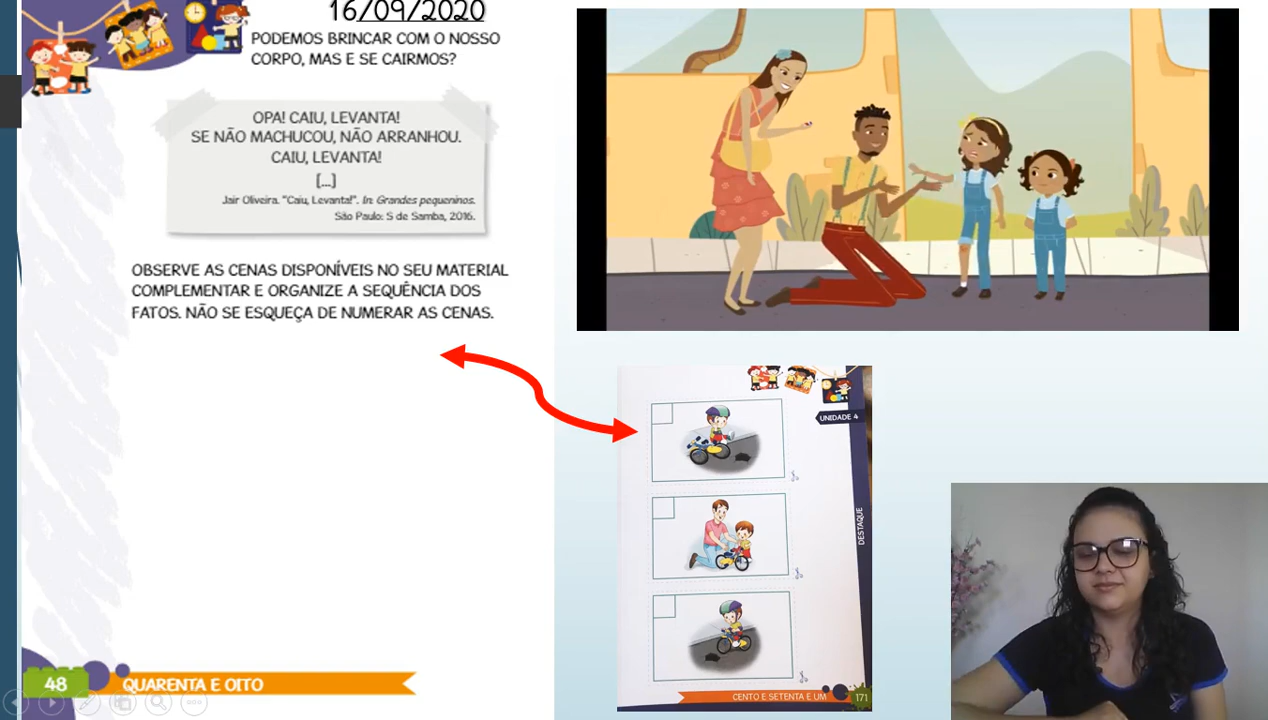 16/09/2020
PODEMOS BRINCAR COM O NOSSO
CORPO, MAS E SE CAIRMOS?
OPA! CAIU, LEVANTA!
SE NÃO MACHUCOU, NÃO ARRANHOU.
CAIU, LEVANTA!
[...]
Jair Oliveira. "Caiu, Levanta!". In: Grandes pequeninos.
São Paulo: S de Samba, 2016.
OBSERVE AS CENAS DISPONÍVEIS NO SEU MATERIAL
COMPLEMENTAR E ORGANIZE A SEQUÊNCIA DOS
FATOS. NÃO SE ESQUEÇA DE NUMERAR AS CENAS.
48
QUARENTA E OITO
UNIDADE 4
DESTAQUE
CENTO E SETENTA E UM
171